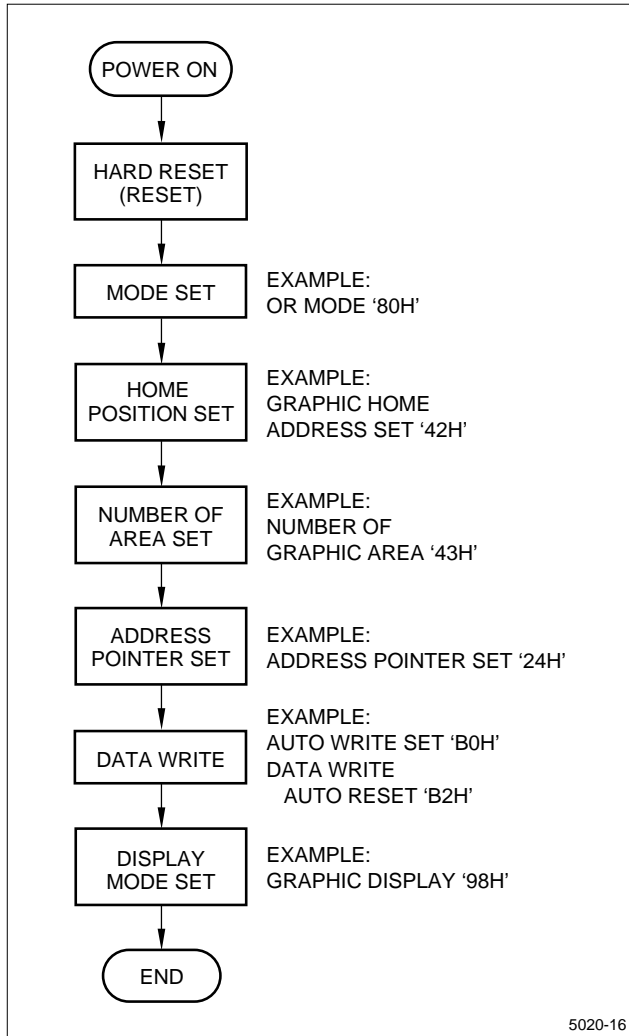 POWER ON
HARD RESET
(RESET)
MODE SET
EXAMPLE:
OR MODE ‘80H’
HOME
POSITION SET
EXAMPLE:
GRAPHIC HOME
ADDRESS SET ‘42H’
NUMBER OF
AREA SET
EXAMPLE:
NUMBER OF
GRAPHIC AREA ‘43H’
ADDRESS
POINTER SET
EXAMPLE:
ADDRESS POINTER SET ‘24H’
DATA WRITE
EXAMPLE:
AUTO WRITE SET ‘B0H’
DATA WRITE
AUTO RESET ‘B2H’
DISPLAY
MODE SET
EXAMPLE:
GRAPHIC DISPLAY ‘98H’
END
5020-16